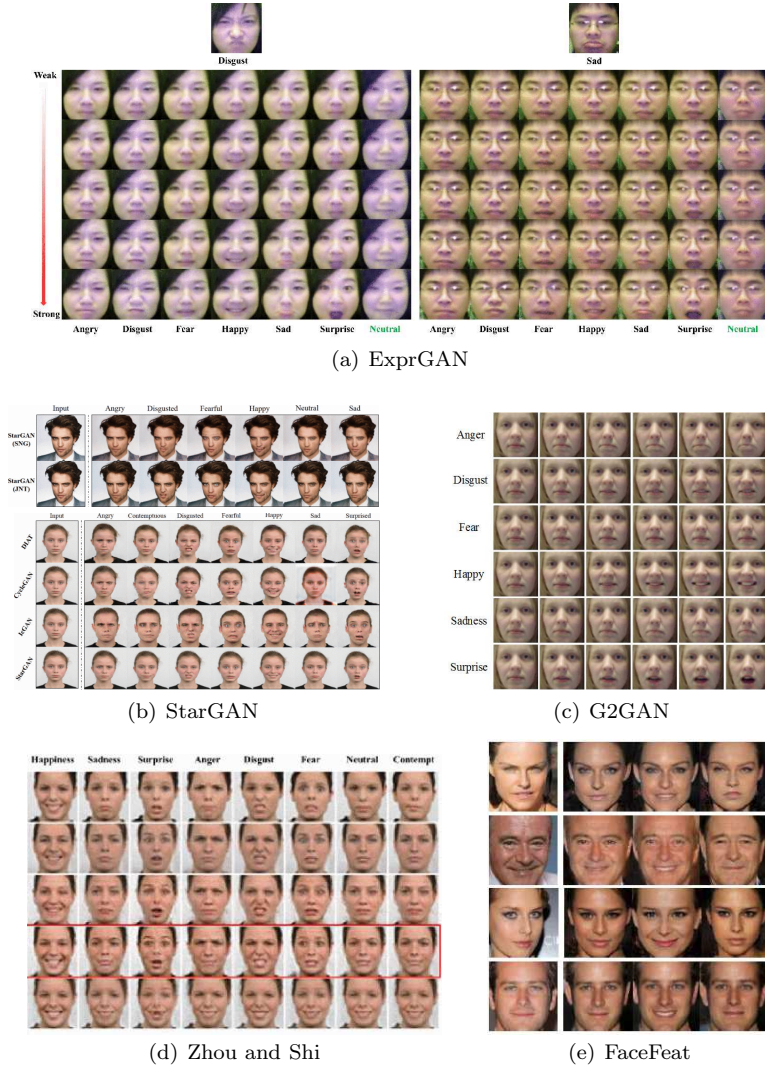 Disgust
Sad
Weak
Strong
Angry Disgust Fear Happy Sad Surprise Neutral
Angry Disgust Fear Happy Sad Surprise Neutral
(a) ExprGAN
Input Angry Disgusted Fearful Happy Neutral Sad
StarGAN
(SNG)
StarGAN
(JNT)
Input Angry Contemptuous Disgusted Fearful Happy Sad Surprised
DIAT
CycleGAN
IcGAN
StarGAN
(b) StarGAN
Anger
Disgust
Fear
Happy
Sadness
Surprise
(c) G2GAN
Happiness Sadness Surprise Anger Disgust Fear Neutral Contempt
(d) Zhou and Shi
(e) FaceFeat